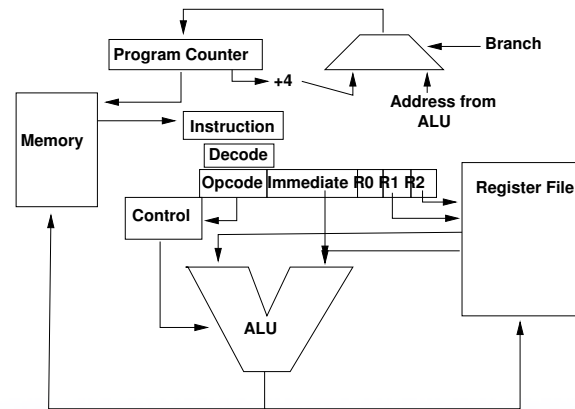 Branch
Program Counter
+4
Address from
ALU
Memory
Instruction
Decode
Opcode Immediate R0 R1 R2
Register File
Control
ALU